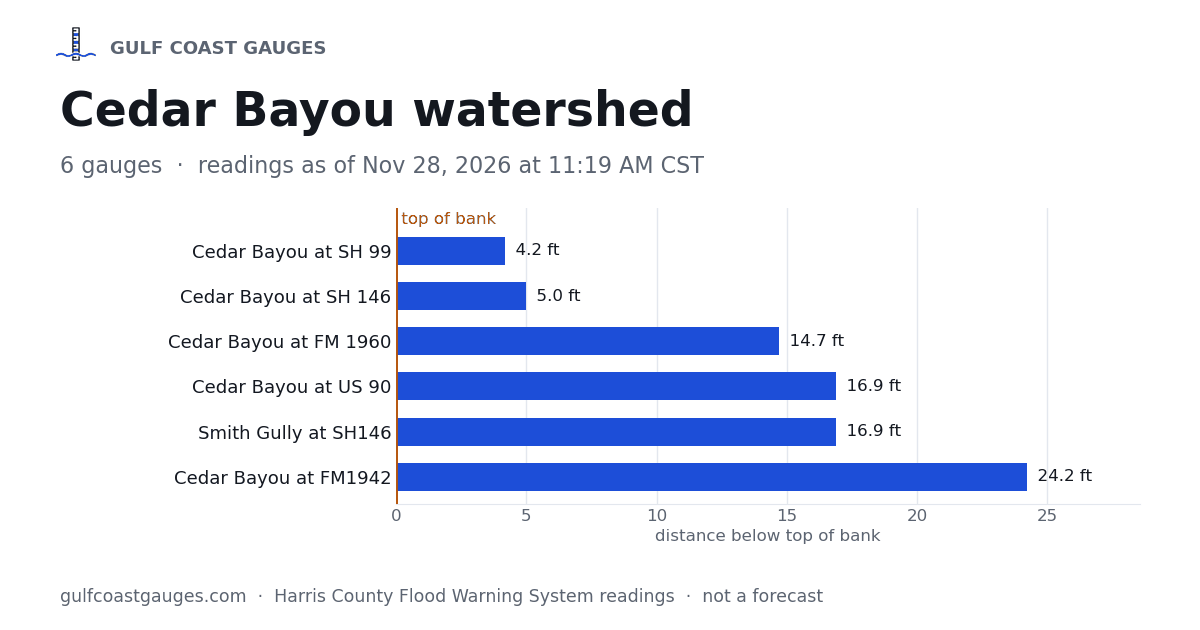 GULF COAST GAUGES
Cedar Bayou watershed
6 gauges · readings as of Nov 28, 2026 at 11:19 AM CST
top of bank
Cedar Bayou at SH 99 4.2 ft
Cedar Bayou at SH 146 5.0 ft
Cedar Bayou at FM 1960 14.7 ft
Cedar Bayou at US 90 16.9 ft
Smith Gully at SH146 16.9 ft
Cedar Bayou at FM1942 24.2 ft
0 5 10 15 20 25
distance below top of bank
gulfcoastgauges.com · Harris County Flood Warning System readings · not a forecast